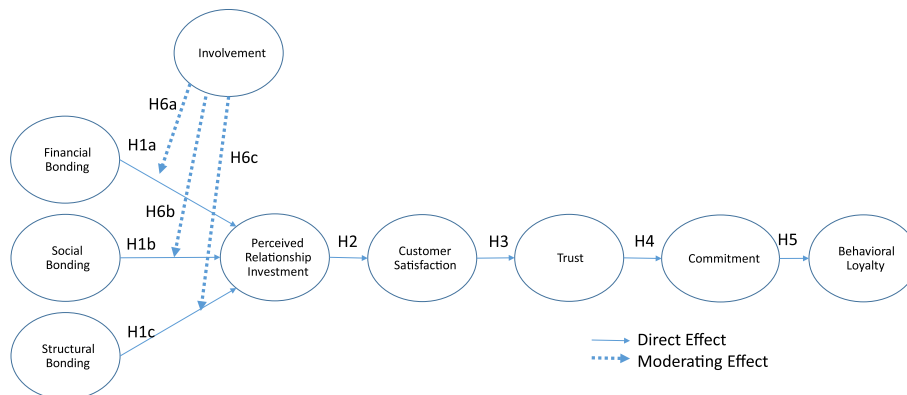 Involvement
H6a
H1a
Financial
Bonding
H6c
H6b
Social
Bonding
H1b
Perceived
Relationship
Investment
H2
Customer
Satisfaction
H3
Trust
H4
Commitment
H5
Behavioral
Loyalty
H1c
Structural
Bonding
Direct Effect
Moderating Effect